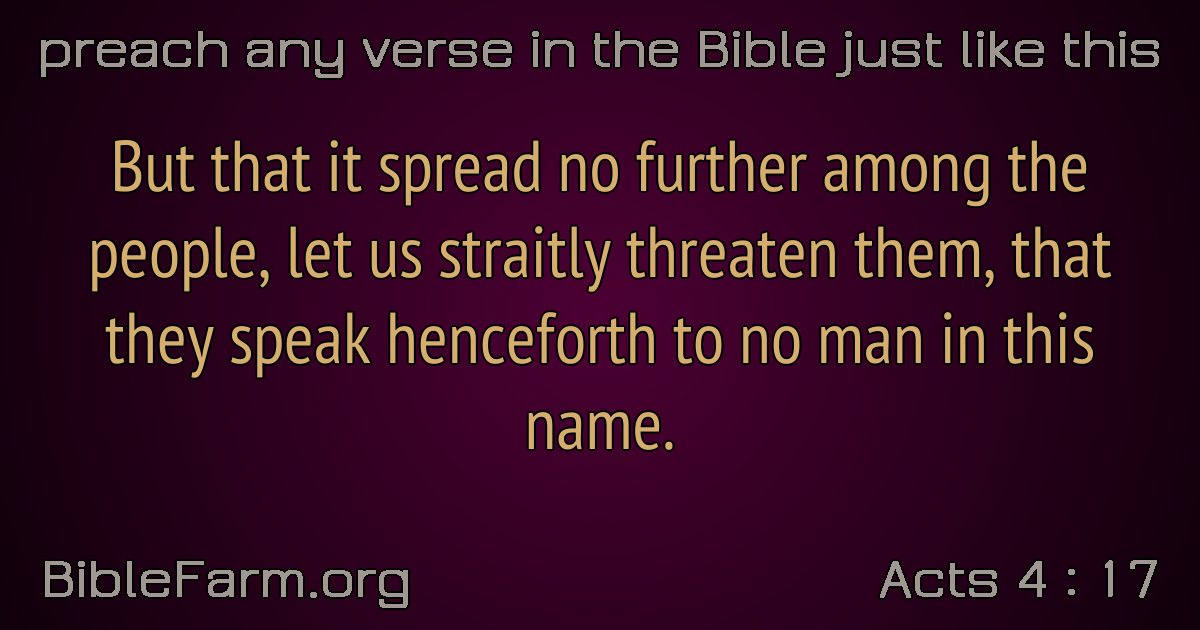 preach any verse in the Bible just like this
But that it spread no further among the
people, let us straitly threaten them, that
they speak henceforth to no man in this
name.
BibleFarm.org
Acts 4 : 17